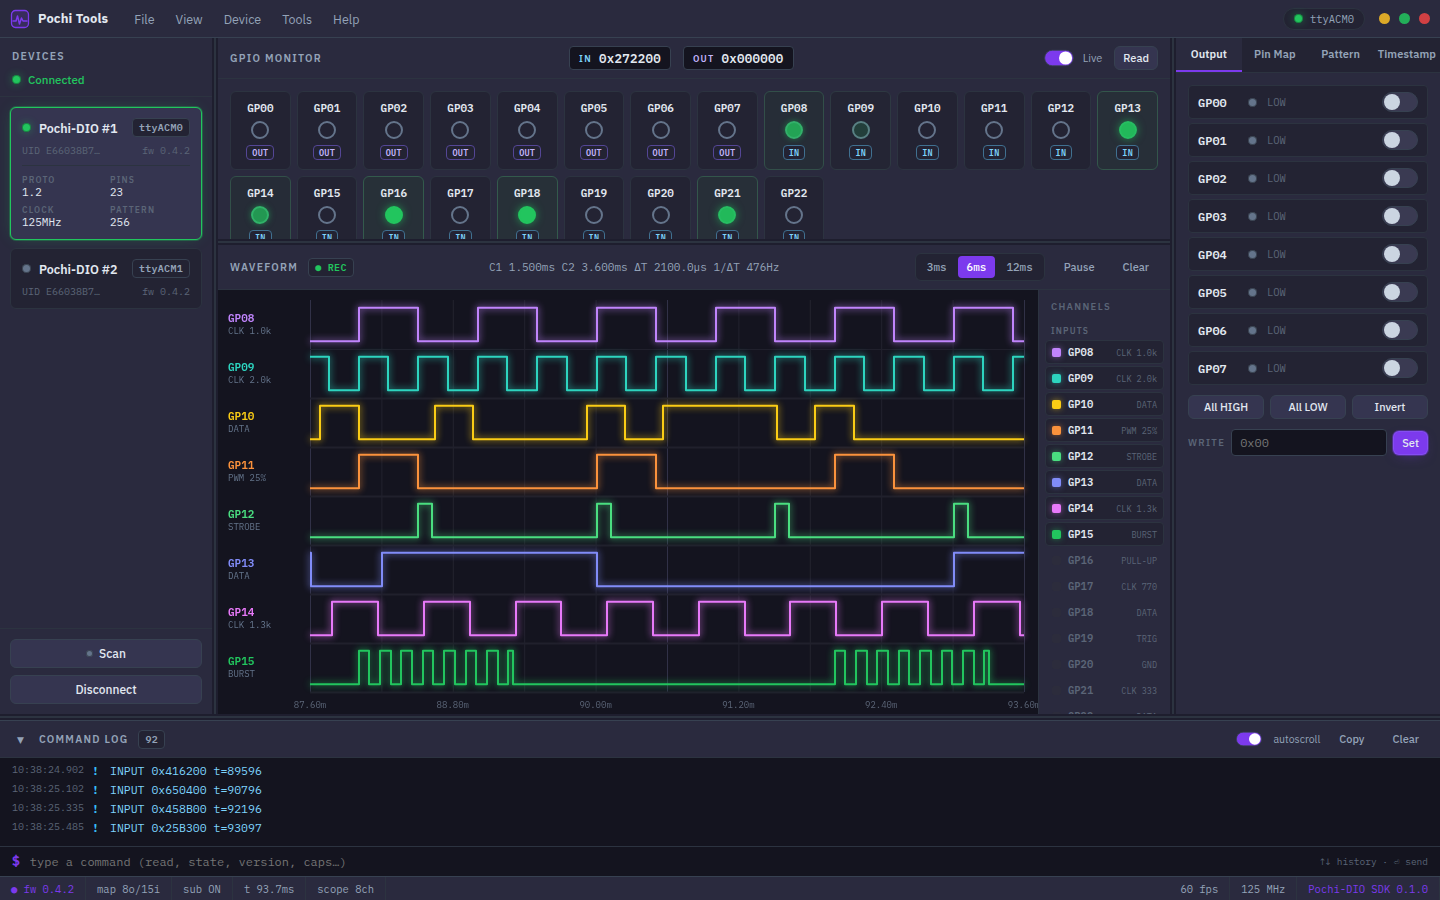 Pochi Tools File View Device Tools Help ttyACM0
DEVICES
Connected
Pochi-DIO #1 ttyACM0
UID E66038B7… fw 0.4.2
PROTO PINS
1.2 23
CLOCK PATTERN
125MHz 256
Pochi-DIO #2 ttyACM1
UID E66038B7… fw 0.4.2
Scan
Disconnect
GPIO MONITOR IN 0x272200 OUT 0x000000 Live Read
GP00 GP01 GP02 GP03 GP04 GP05 GP06 GP07 GP08 GP09 GP10 GP11 GP12 GP13
OUT OUT OUT OUT OUT OUT OUT OUT IN IN IN IN IN IN
GP14 GP15 GP16 GP17 GP18 GP19 GP20 GP21 GP22
IN IN IN IN IN IN IN IN IN
WAVEFORM REC C1 1.500ms C2 3.600ms ΔT 2100.0µs 1/ΔT 476Hz 3ms 6ms 12ms Pause Clear
GP08
CLK 1.0k
GP09
CLK 2.0k
GP10
DATA
GP11
PWM 25%
GP12
STROBE
GP13
DATA
GP14
CLK 1.3k
GP15
BURST
87.60m 88.80m 90.00m 91.20m 92.40m 93.60m
CHANNELS
INPUTS
GP08 CLK 1.0k
GP09 CLK 2.0k
GP10 DATA
GP11 PWM 25%
GP12 STROBE
GP13 DATA
GP14 CLK 1.3k
GP15 BURST
GP16 PULL-UP
GP17 CLK 770
GP18 DATA
GP19 TRIG
GP20 GND
GP21 CLK 333
Output Pin Map Pattern Timestamp
GP00 LOW
GP01 LOW
GP02 LOW
GP03 LOW
GP04 LOW
GP05 LOW
GP06 LOW
GP07 LOW
All HIGH All LOW Invert
WRITE 0x00 Set
▼ COMMAND LOG 92 autoscroll Copy Clear
10:38:24.902 ! INPUT 0x416200 t=89596
10:38:25.102 ! INPUT 0x650400 t=90796
10:38:25.335 ! INPUT 0x458B00 t=92196
10:38:25.485 ! INPUT 0x25B300 t=93097
$ type a command (read, state, version, caps…) ↑↓ history · ⏎ send
● fw 0.4.2 map 8o/15i sub ON t 93.7ms scope 8ch 60 fps 125 MHz Pochi-DIO SDK 0.1.0